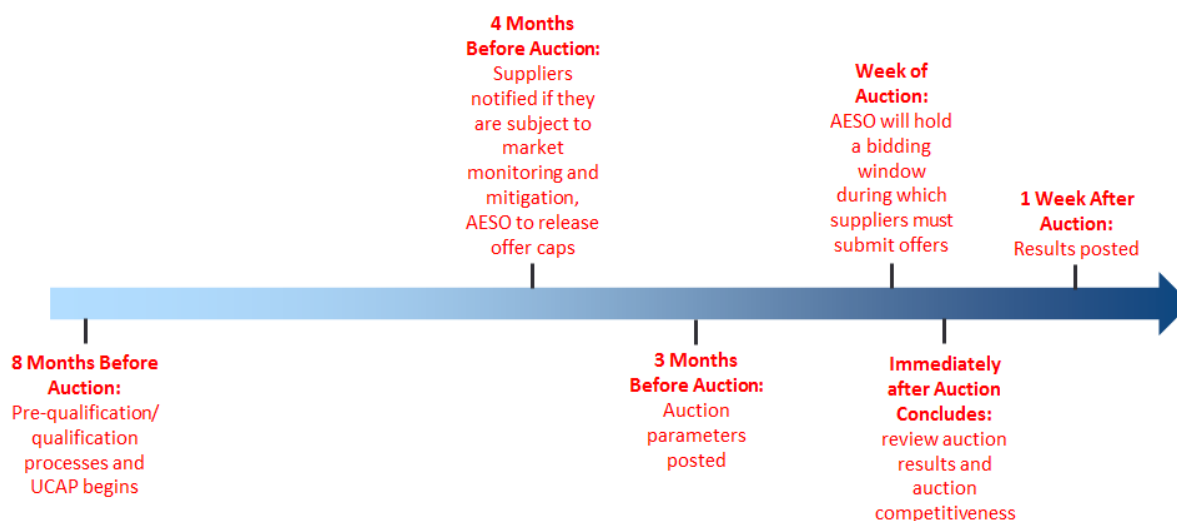 4 Months
Before Auction:
Suppliers
notified if they
are subject to
market
monitoring and
mitigation,
AESO to release
offer caps
Week of
Auction:
AESO will hold
a bidding
window
during which
suppliers must
submit offers
1 Week After
Auction:
Results posted
8 Months Before
Auction:
Pre-qualification/
qualification
processes and
UCAP begins
3 Months
Before Auction:
Auction
parameters
posted
Immediately
after Auction
Concludes:
review auction
results and
auction
competitiveness